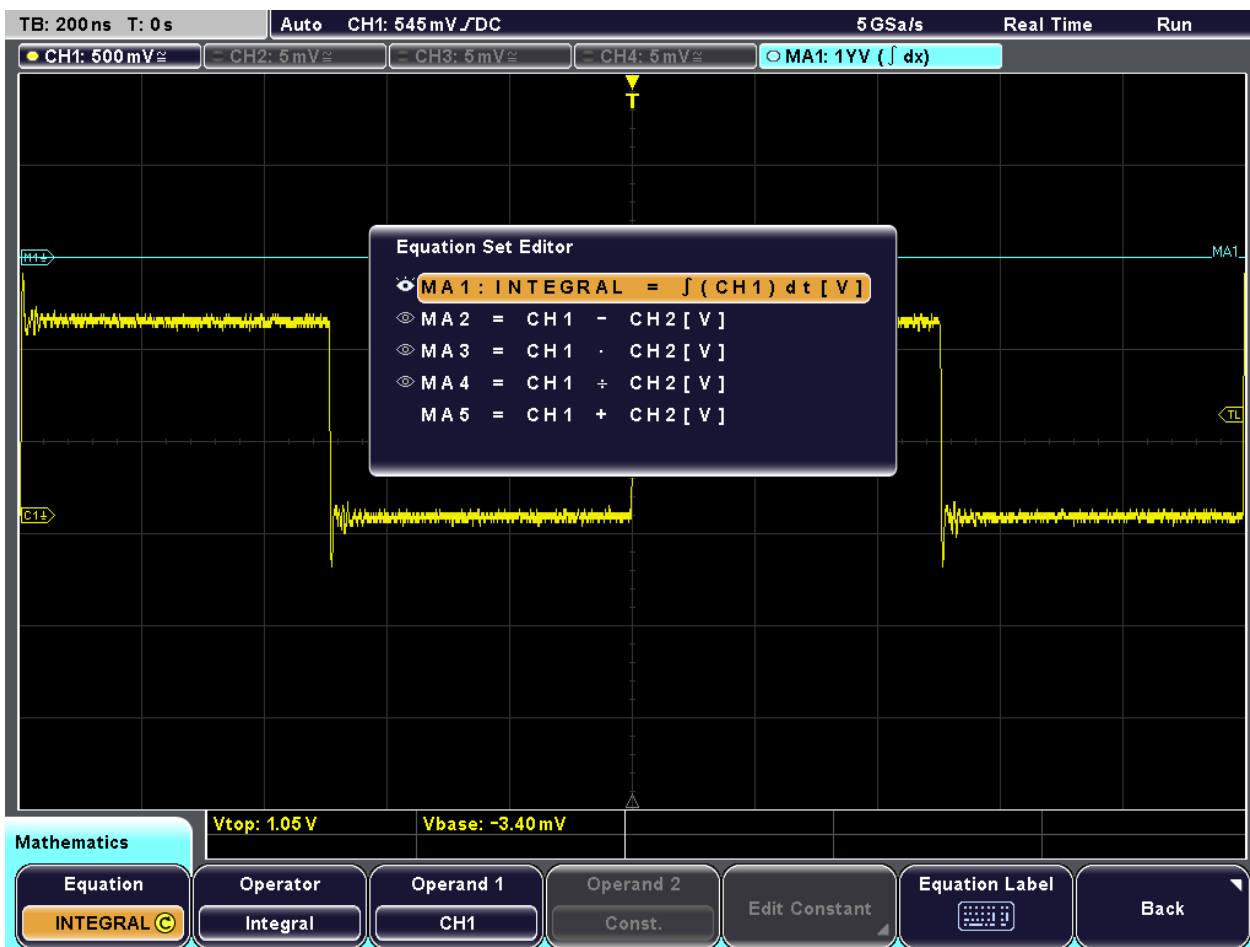 TB: 200 ns T: 0 s Auto CH1: 545 mV DC 5 GSa/s Real Time Run
CH1: 500 mV≅ CH2: 5 mV≅ CH3: 5 mV≅ CH4: 5 mV≅ MA1: 1YV (∫ dx)
T
Equation Set Editor
M1 MA1
MA1: INTEGRAL = ∫(CH1)dt[V]
MA2 = CH1 - CH2[V]
MA3 = CH1 · CH2[V]
MA4 = CH1 ÷ CH2[V]
MA5 = CH1 + CH2[V]
TL
C1
Vtop: 1.05 V Vbase: -3.40 mV
Mathematics
Equation Operator Operand 1 Operand 2 Edit Constant Equation Label Back
INTEGRAL Integral CH1 Const.